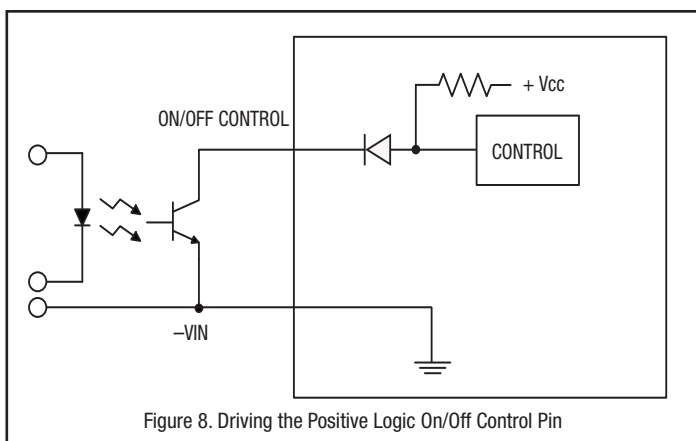 + Vcc
ON/OFF CONTROL
CONTROL
–VIN
Figure 8. Driving the Positive Logic On/Off Control Pin